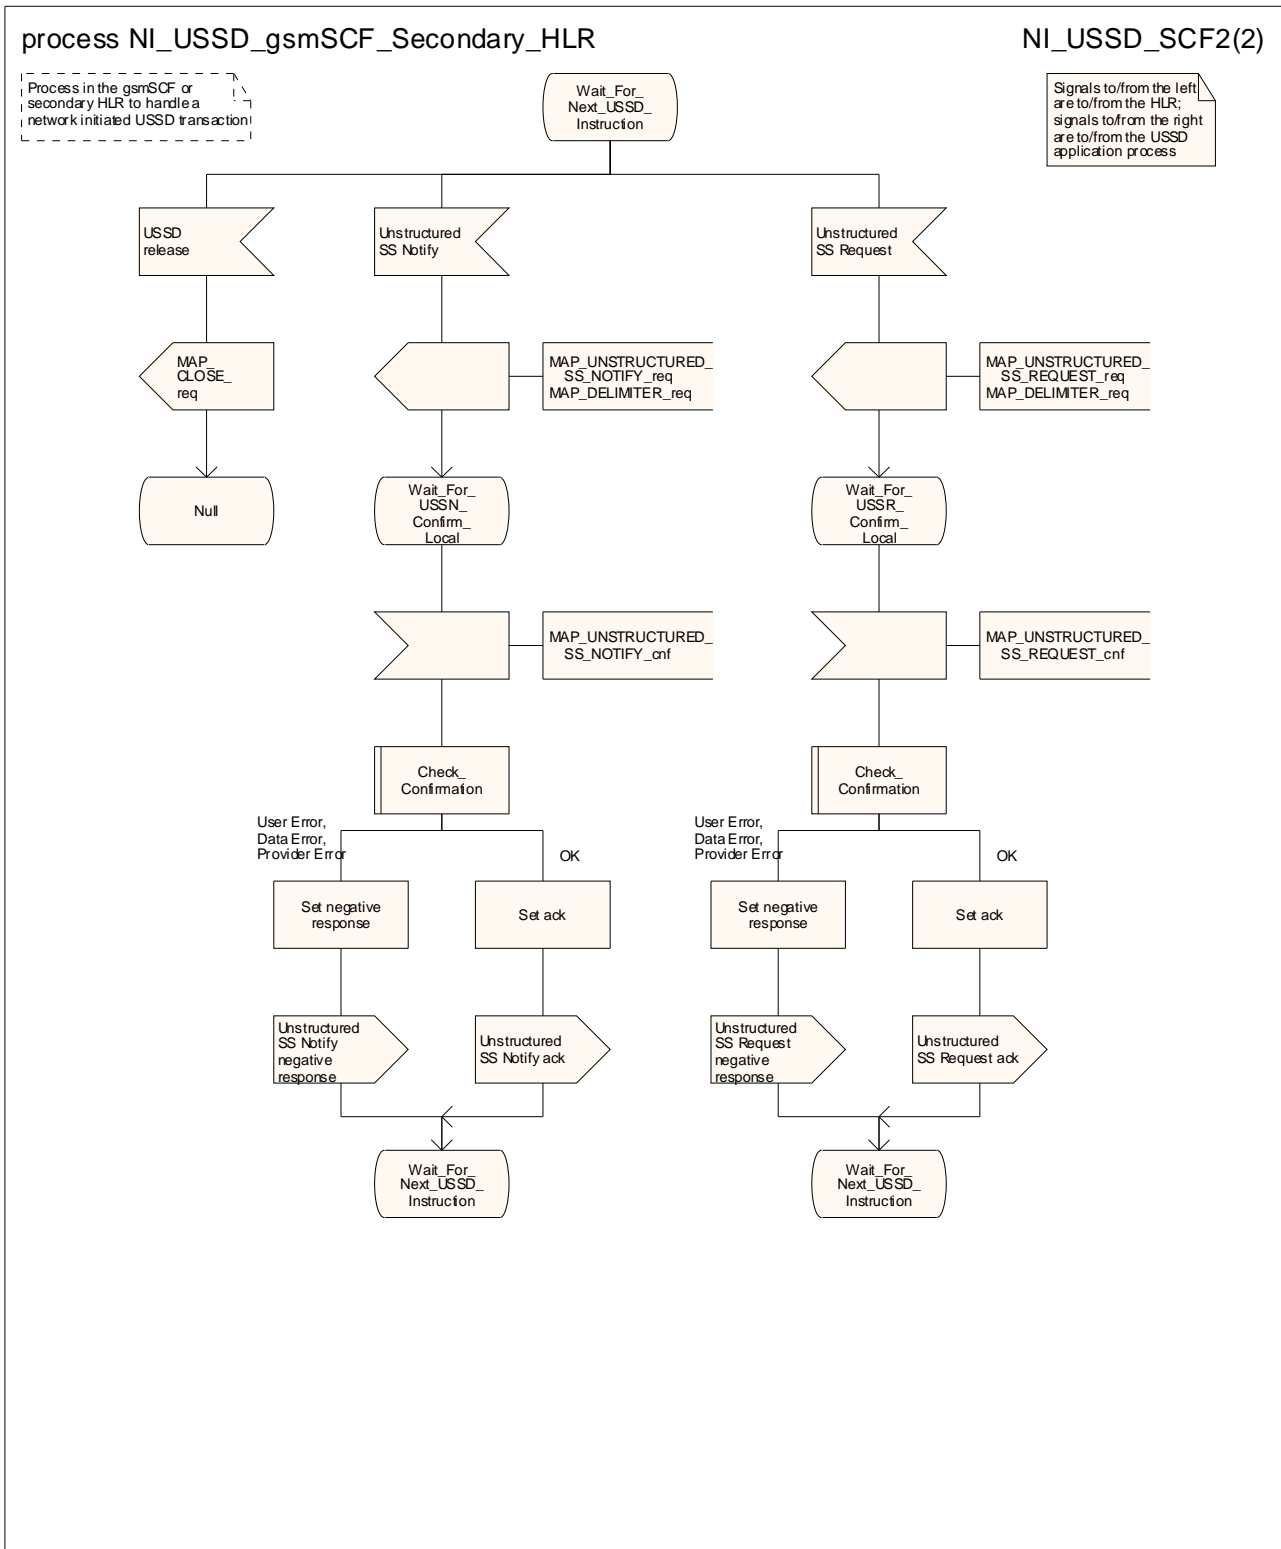 process NI_USSD_gsmSCF_Secondary_HLR
NI_USSD_SCF2(2)
Process in the gsmSCF or
secondary HLR to handle a
network initiated USSD transaction
Wait_For_
Next_USSD_
Instruction
Signals to/from the left
are to/from the HLR;
signals to/from the right
are to/from the USSD
application process
USSD
release
Unstructured
SS Notify
Unstructured
SS Request
MAP_
CLOSE_
req
MAP_UNSTRUCTURED_
SS_NOTIFY_req
MAP_DELIMITER_req
MAP_UNSTRUCTURED_
SS_REQUEST_req
MAP_DELIMITER_req
Null
Wait_For_
USSN_
Confirm_
Local
Wait_For_
USSR_
Confirm_
Local
MAP_UNSTRUCTURED_
SS_NOTIFY_cnf
MAP_UNSTRUCTURED_
SS_REQUEST_cnf
Check_
Confirmation
Check_
Confirmation
User Error,
Data Error,
Provider Error
OK
User Error,
Data Error,
Provider Error
OK
Set negative
response
Set ack
Set negative
response
Set ack
Unstructured
SS Notify
negative
response
Unstructured
SS Notify ack
Unstructured
SS Request
negative
response
Unstructured
SS Request ack
Wait_For_
Next_USSD_
Instruction
Wait_For_
Next_USSD_
Instruction